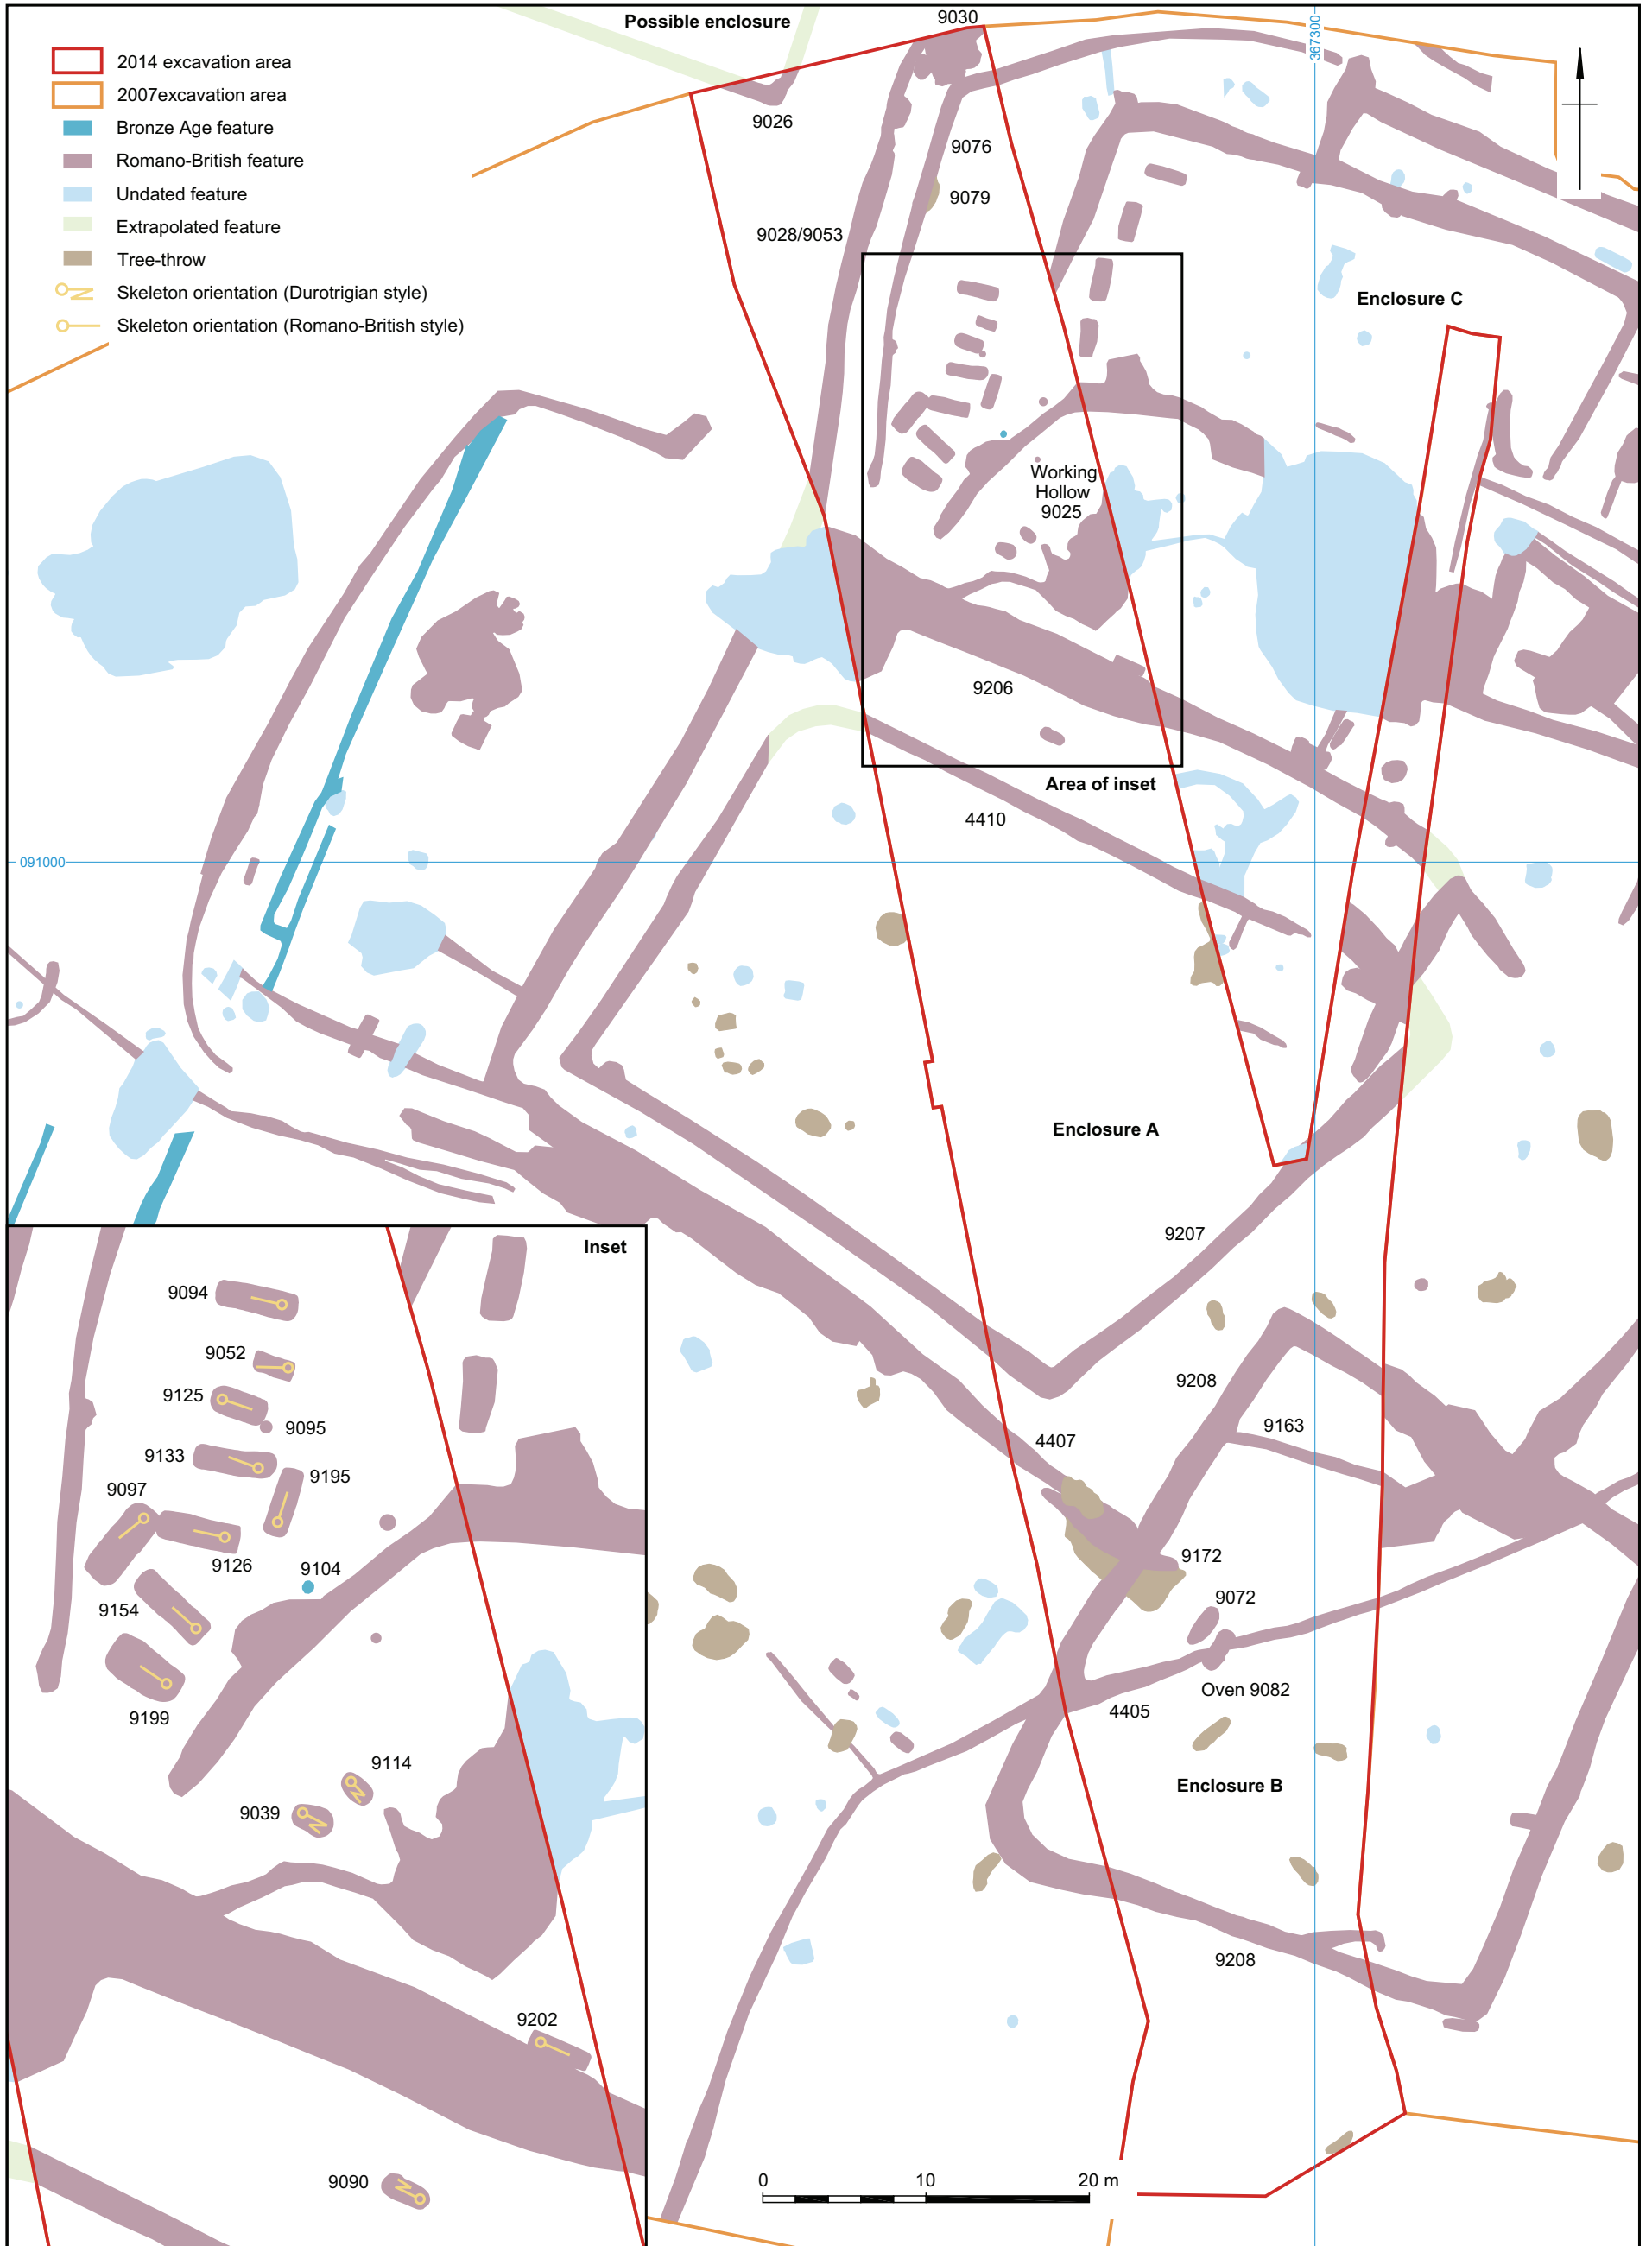 Possible enclosure
9030
367300
2014 excavation area
2007excavation area
Bronze Age feature
Romano-British feature
Undated feature
Extrapolated feature
Tree-throw
Skeleton orientation (Durotrigian style)
Skeleton orientation (Romano-British style)
9026
9076
9079
9028/9053
Enclosure C
Working
Hollow
9025
9206
Area of inset
4410
091000
Enclosure A
9207
9208
4407
9163
9172
9072
Oven 9082
4405
Enclosure B
9208
0 10 20 m
Inset
9094
9052
9125
9095
9133
9195
9097
9126
9104
9154
9199
9114
9039
9202
9090